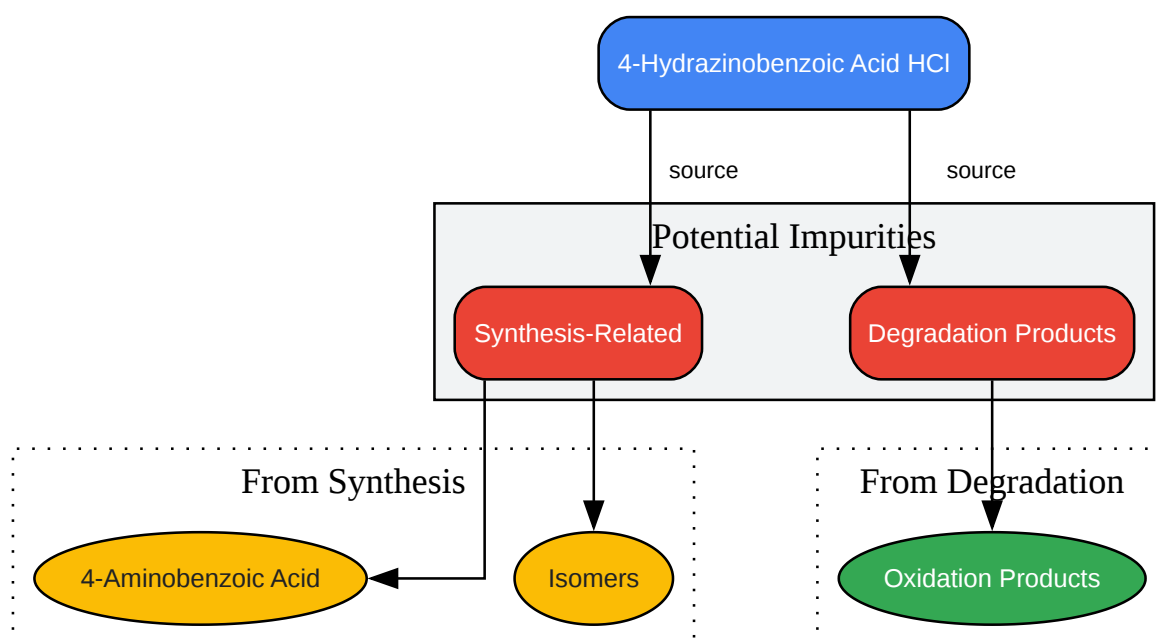 4-Hydrazinobenzoic Acid HCl
source
source
Potential Impurities
Synthesis-Related
Degradation Products
From Synthesis
From Degradation
4-Aminobenzoic Acid
Isomers
Oxidation Products